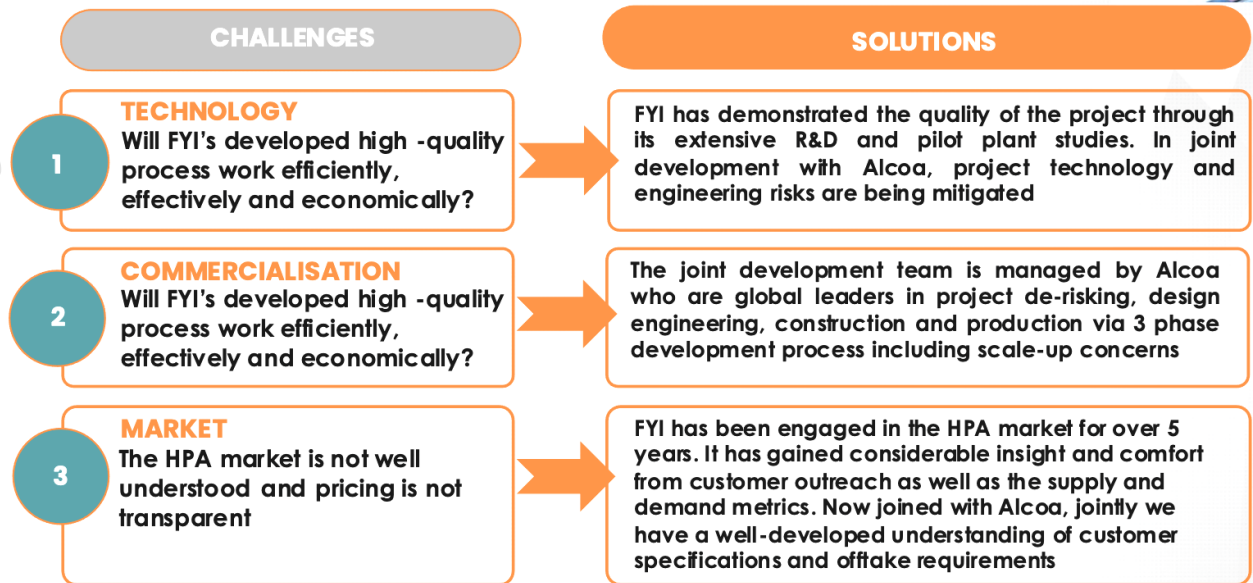 CHALLENGES
SOLUTIONS
1
TECHNOLOGY
Will FYI's developed high -quality
process work efficiently,
effectively and economically?
FYI has demonstrated the quality of the project through
its extensive R&D and pilot plant studies. In joint
development with Alcoa, project technology and
engineering risks are being mitigated
2
COMMERCIALISATION
Will FYI's developed high -quality
process work efficiently,
effectively and economically?
The joint development team is managed by Alcoa
who are global leaders in project de-risking, design
engineering, construction and production via 3 phase
development process including scale-up concerns
3
MARKET
The HPA market is not well
understood and pricing is not
transparent
FYI has been engaged in the HPA market for over 5
years. It has gained considerable insight and comfort
from customer outreach as well as the supply and
demand metrics. Now joined with Alcoa, jointly we
have a well-developed understanding of customer
specifications and offtake requirements